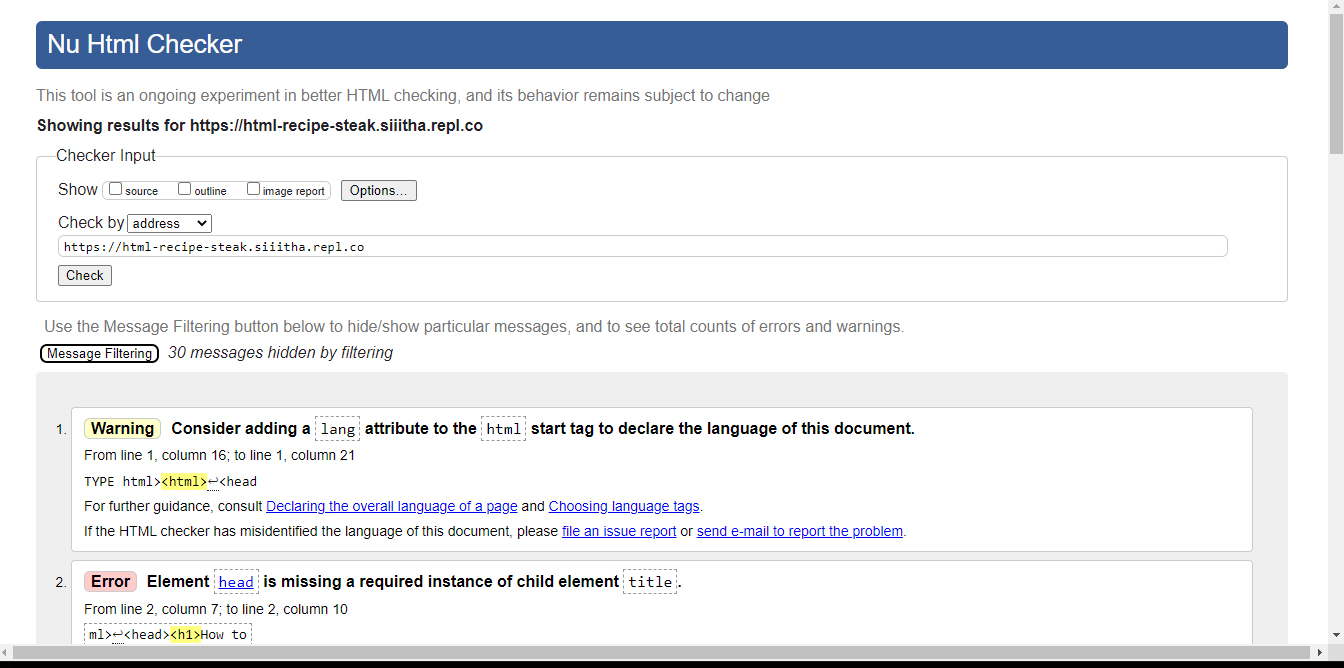 Nu Html Checker
This tool is an ongoing experiment in better HTML checking, and its behavior remains subject to change
Showing results for https://html-recipe-steak.siiitha.repl.co
Checker Input
Show source outline image report Options...
Check by address
https://html-recipe-steak.siiitha.repl.co
Check
Use the Message Filtering button below to hide/show particular messages, and to see total counts of errors and warnings.
Message Filtering 30 messages hidden by filtering
1. Warning Consider adding a lang attribute to the html start tag to declare the language of this document.
From line 1, column 16; to line 1, column 21
TYPE html><html>↩<head
For further guidance, consult Declaring the overall language of a page and Choosing language tags.
If the HTML checker has misidentified the language of this document, please file an issue report or send e-mail to report the problem.
2. Error Element head is missing a required instance of child element title.
From line 2, column 7; to line 2, column 10
ml>↩<head><h1>How to